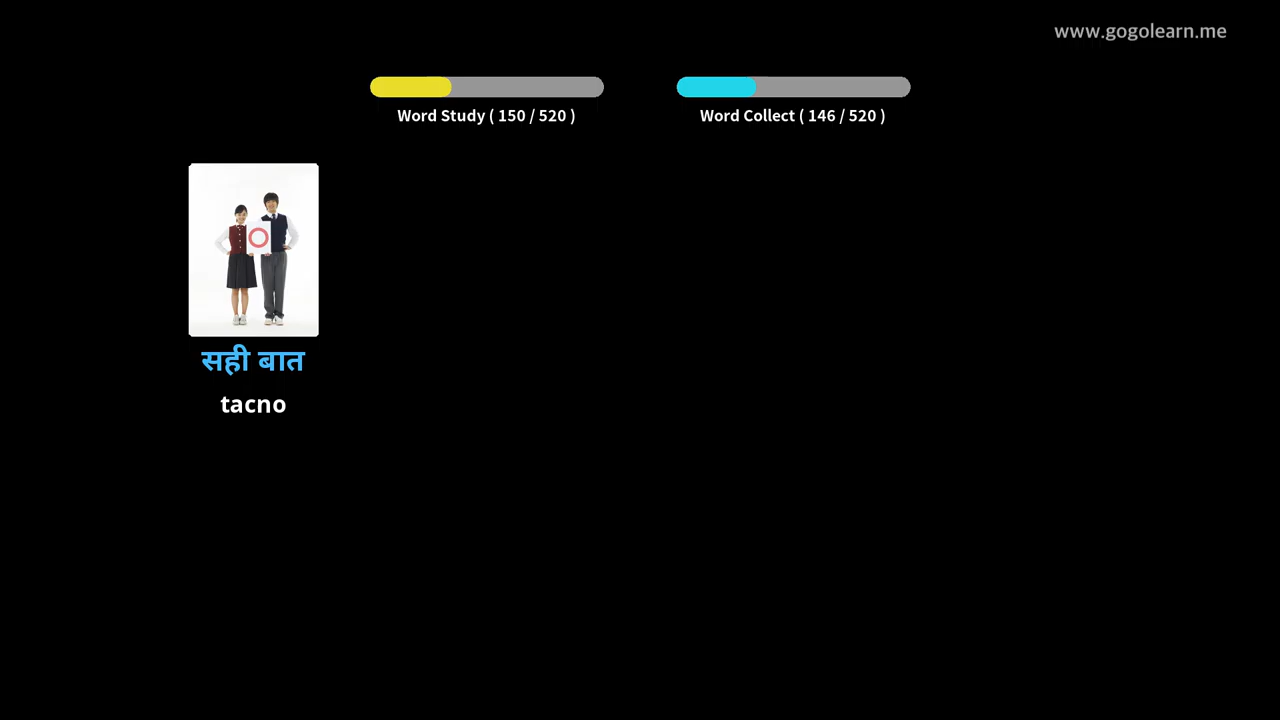 www.gogolearn.me
Word Study ( 150 / 520 )
Word Collect ( 146 / 520 )
सही बात
tacno